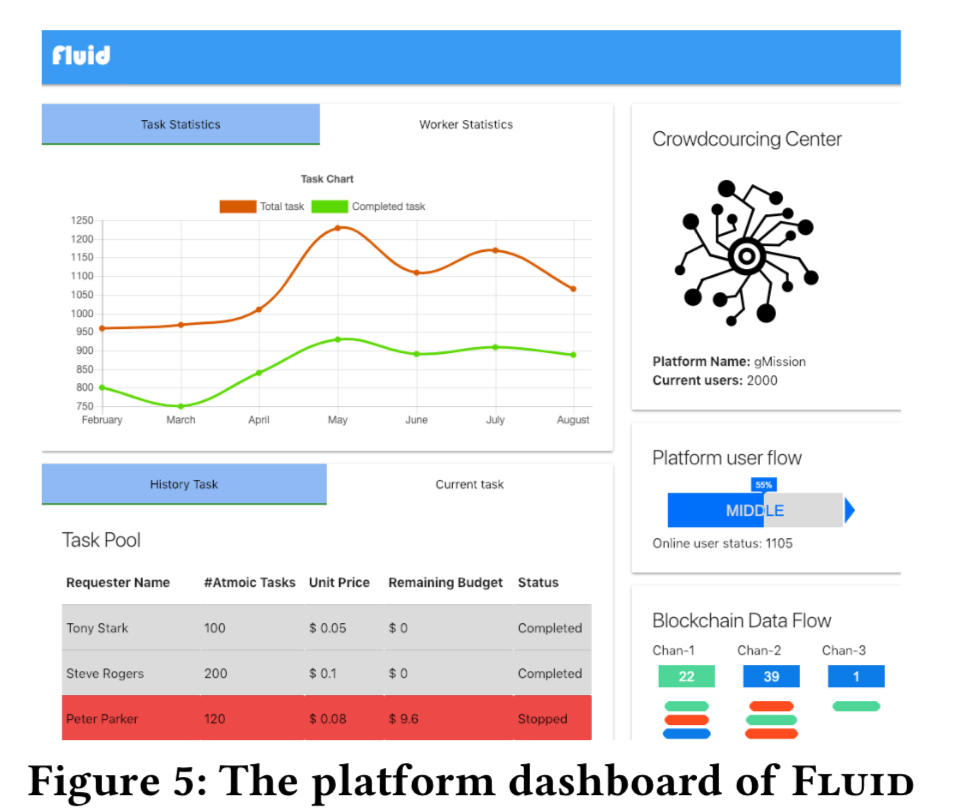 Fluid
Task Statistics Worker Statistics
Task Chart
Total task Completed task
1250
1200
1150
1100
1050
1000
950
900
850
800
750
February March April May June July August
History Task Current task
Task Pool
Requester Name #Atmoic Tasks Unit Price Remaining Budget Status
Tony Stark 100 $ 0.05 $ 0 Completed
Steve Rogers 200 $ 0.1 $ 0 Completed
Peter Parker 120 $ 0.08 $ 9.6 Stopped
Crowdcourcing Center
Platform Name: gMission
Current users: 2000
Platform user flow
55%
MIDDLE
Online user status: 1105
Blockchain Data Flow
Chan-1 Chan-2 Chan-3
22 39 1
Figure 5: The platform dashboard of FLUID